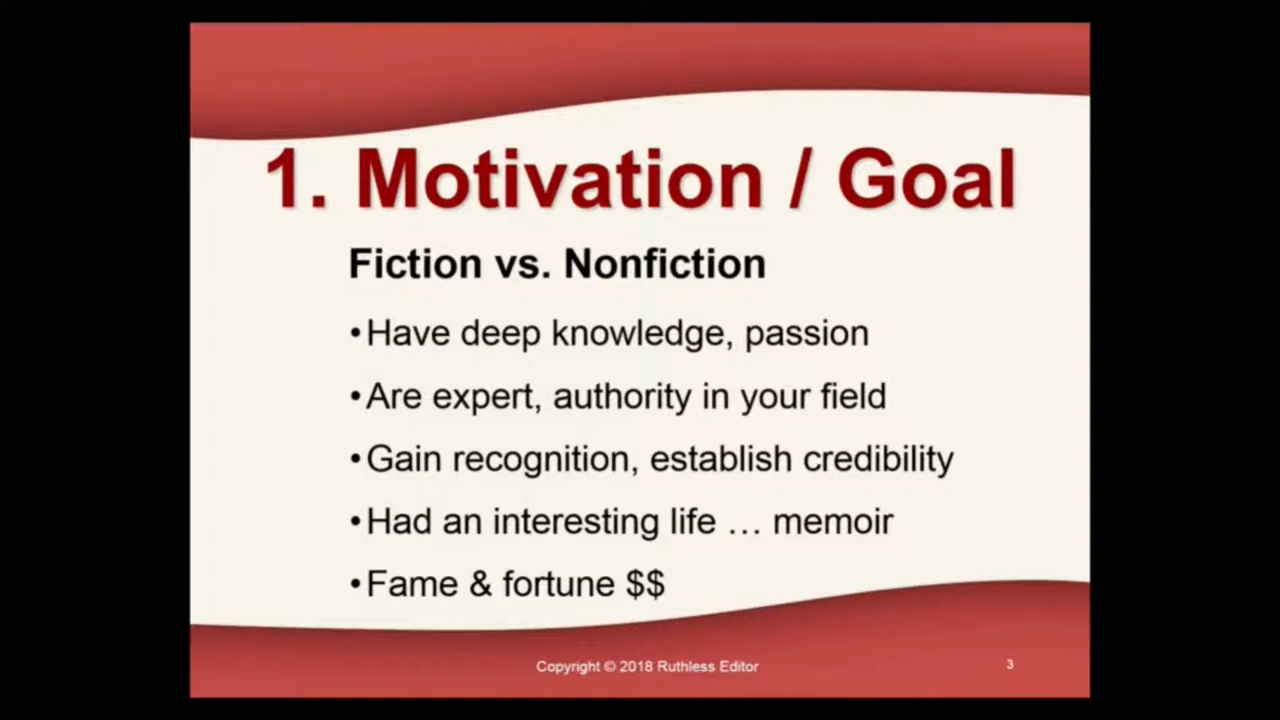 1. Motivation / Goal
Fiction vs. Nonfiction
•Have deep knowledge, passion
•Are expert, authority in your field
•Gain recognition, establish credibility
•Had an interesting life … memoir
•Fame & fortune $$
Copyright © 2018 Ruthless Editor
3